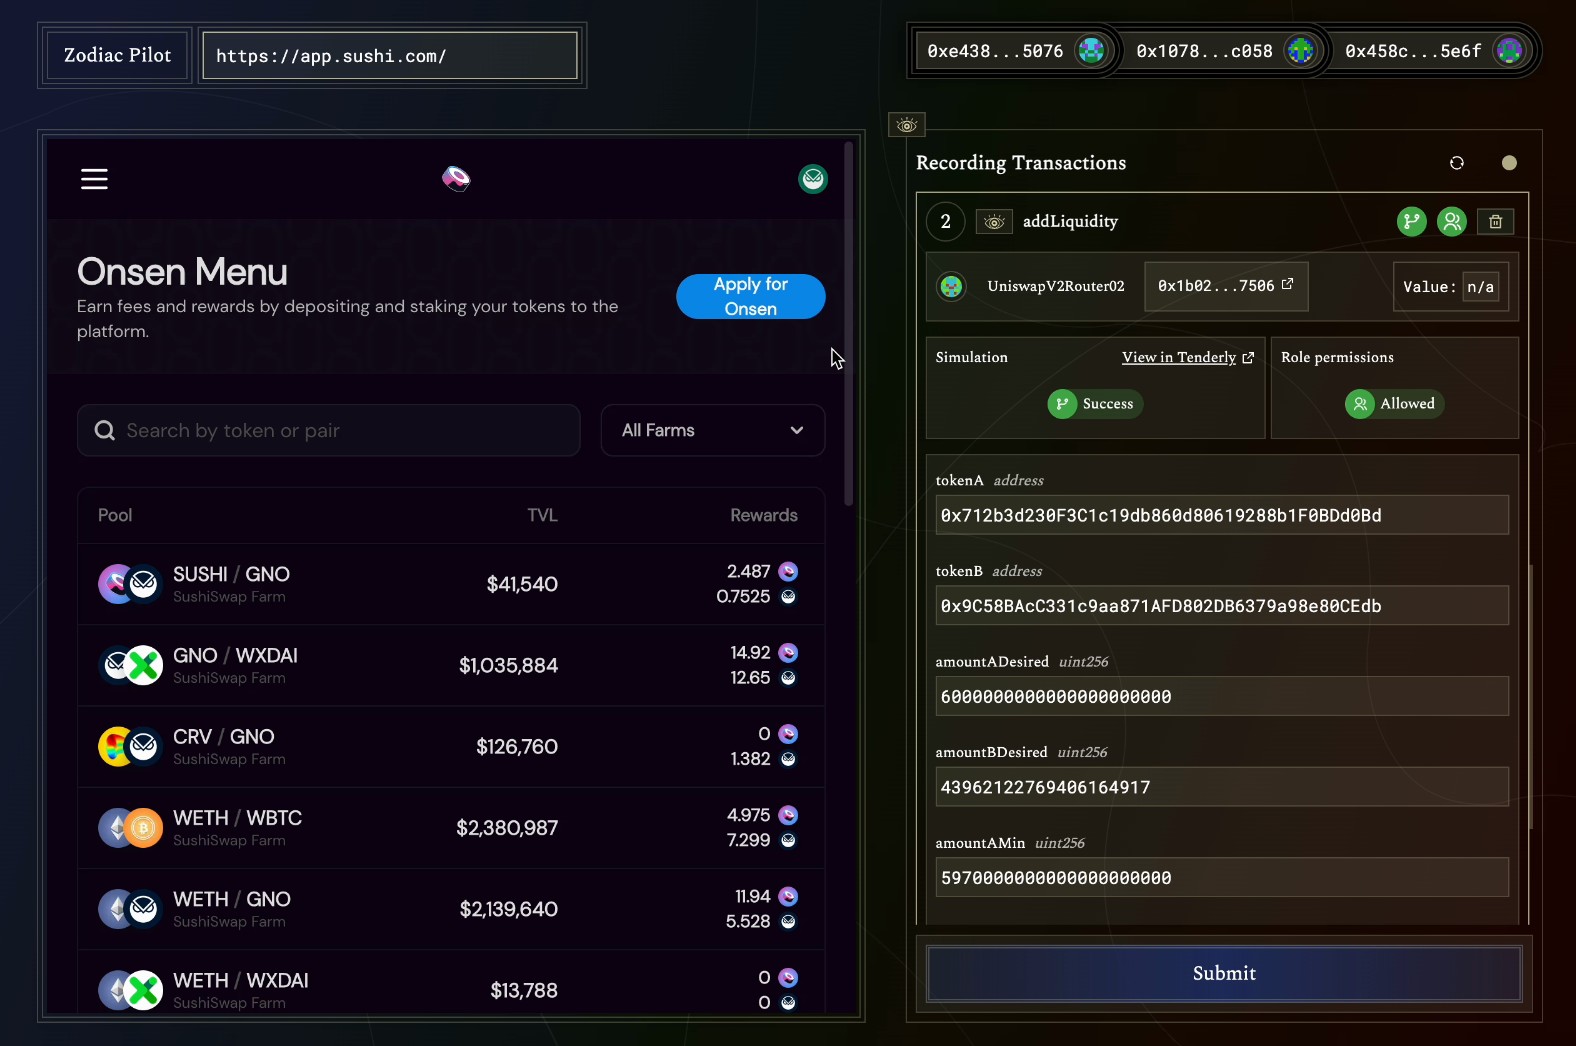 Zodiac Pilot
https://app.sushi.com/
0xe438...5076
0x1078...c058
0x458c...5e6f
Onsen Menu
Earn fees and rewards by depositing and staking your tokens to the
platform.
Apply for
Onsen
Search by token or pair
All Farms
Pool TVL Rewards
SUSHI / GNO
SushiSwap Farm
$41,540
2.487
0.7525
GNO / WXDAI
SushiSwap Farm
$1,035,884
14.92
12.65
CRV / GNO
SushiSwap Farm
$126,760
0
1.382
WETH / WBTC
SushiSwap Farm
$2,380,987
4.975
7.299
WETH / GNO
SushiSwap Farm
$2,139,640
11.94
5.528
WETH / WXDAI
SushiSwap Farm
$13,788
0
0
Recording Transactions
2 addLiquidity
UniswapV2Router02 0x1b02...7506 Value: n/a
Simulation View in Tenderly
Success
Role permissions
Allowed
tokenA address
0x712b3d230F3C1c19db860d80619288b1F0BDd0Bd
tokenB address
0x9C58BAcC331c9aa871AFD802DB6379a98e80CEdb
amountADesired uint256
6000000000000000000000
amountBDesired uint256
43962122769406164917
amountAMin uint256
5970000000000000000000
Submit